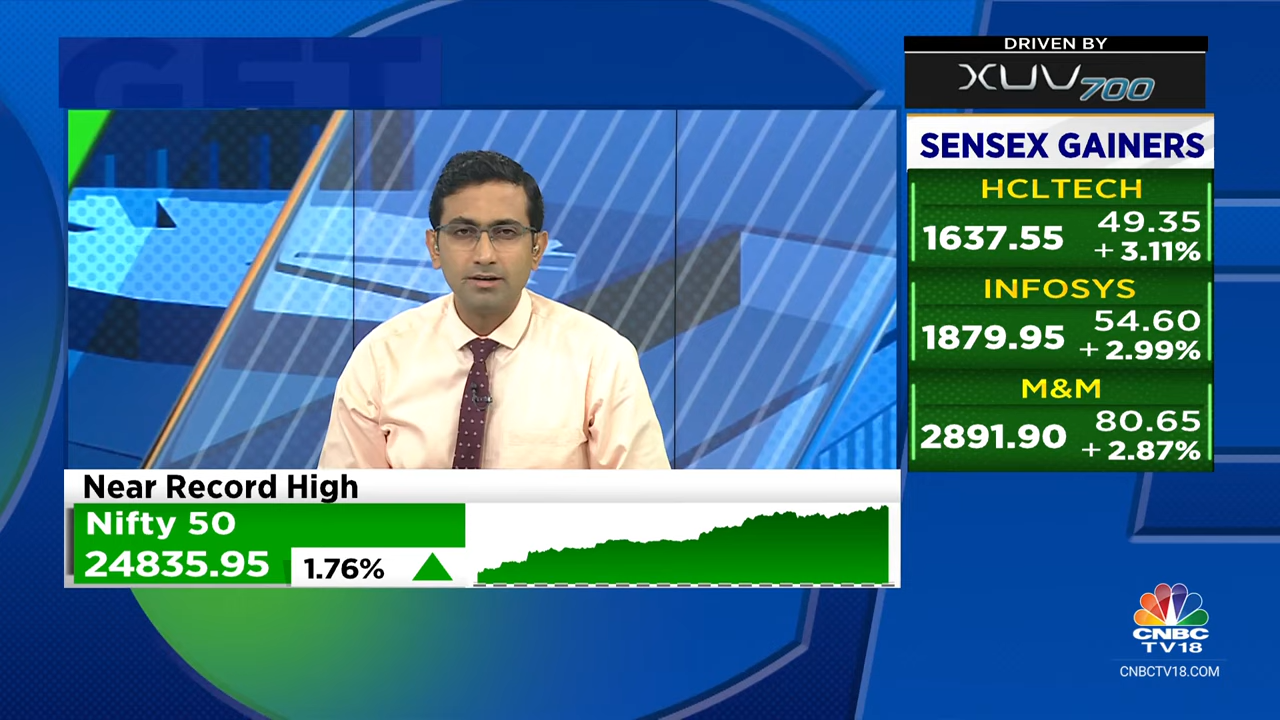 GET
DRIVEN BY
XUV700
SENSEX GAINERS
HCLTECH
1637.55
49.35
+ 3.11%
INFOSYS
1879.95
54.60
+ 2.99%
M&M
2891.90
80.65
+ 2.87%
Near Record High
Nifty 50
24835.95
1.76%
CNBC
TV18
CNBCTV18.COM